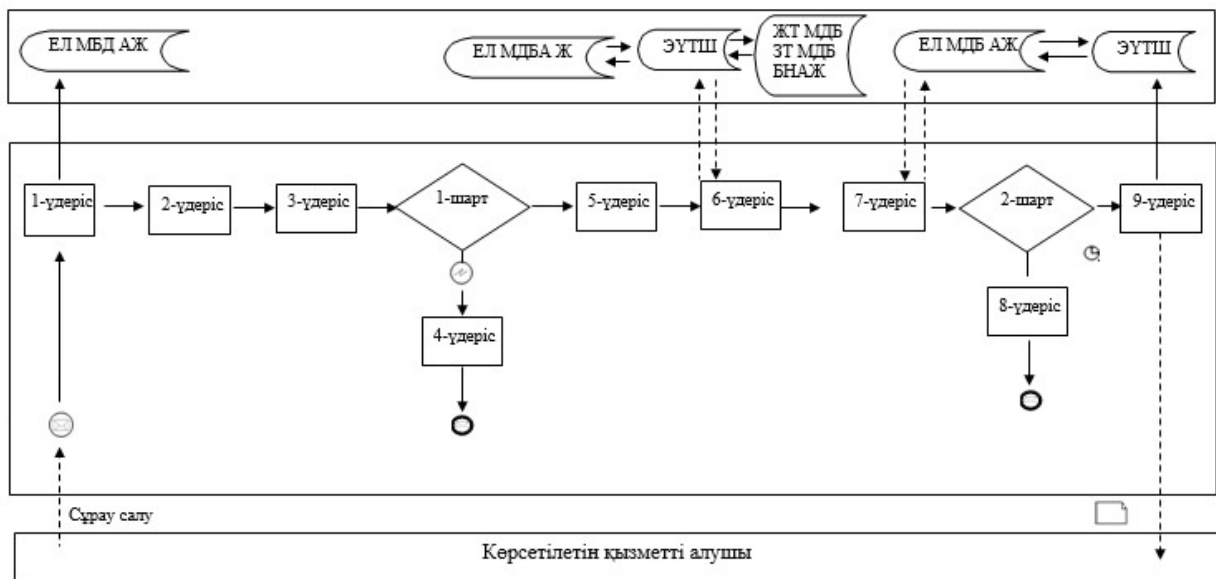 ЕЛ МБД АЖ
ЕЛ МДБА Ж
ЭҮТШ
ЖТ МДБ
ЗТ МДБ
БНАЖ
ЕЛ МДБ АЖ
ЭҮТШ
1-үдеріс
2-үдеріс
3-үдеріс
1-шарт
5-үдеріс
6-үдеріс
7-үдеріс
2-шарт
9-үдеріс
4-үдеріс
8-үдеріс
Сұрау салу
Көрсетілетін қызметті алушы